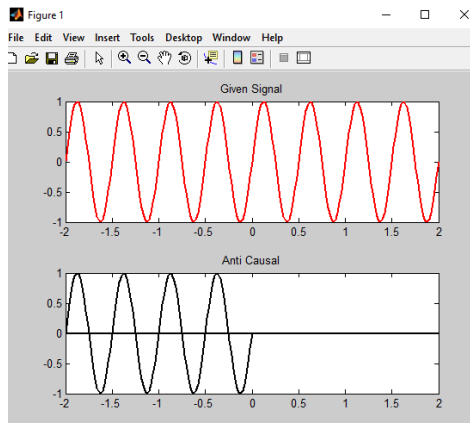 Figure 1
File Edit View Insert Tools Desktop Window Help
Given Signal
1
0.5
0
-0.5
-1
-2 -1.5 -1 -0.5 0 0.5 1 1.5 2
Anti Causal
1
0.5
0
-0.5
-1
-2 -1.5 -1 -0.5 0 0.5 1 1.5 2